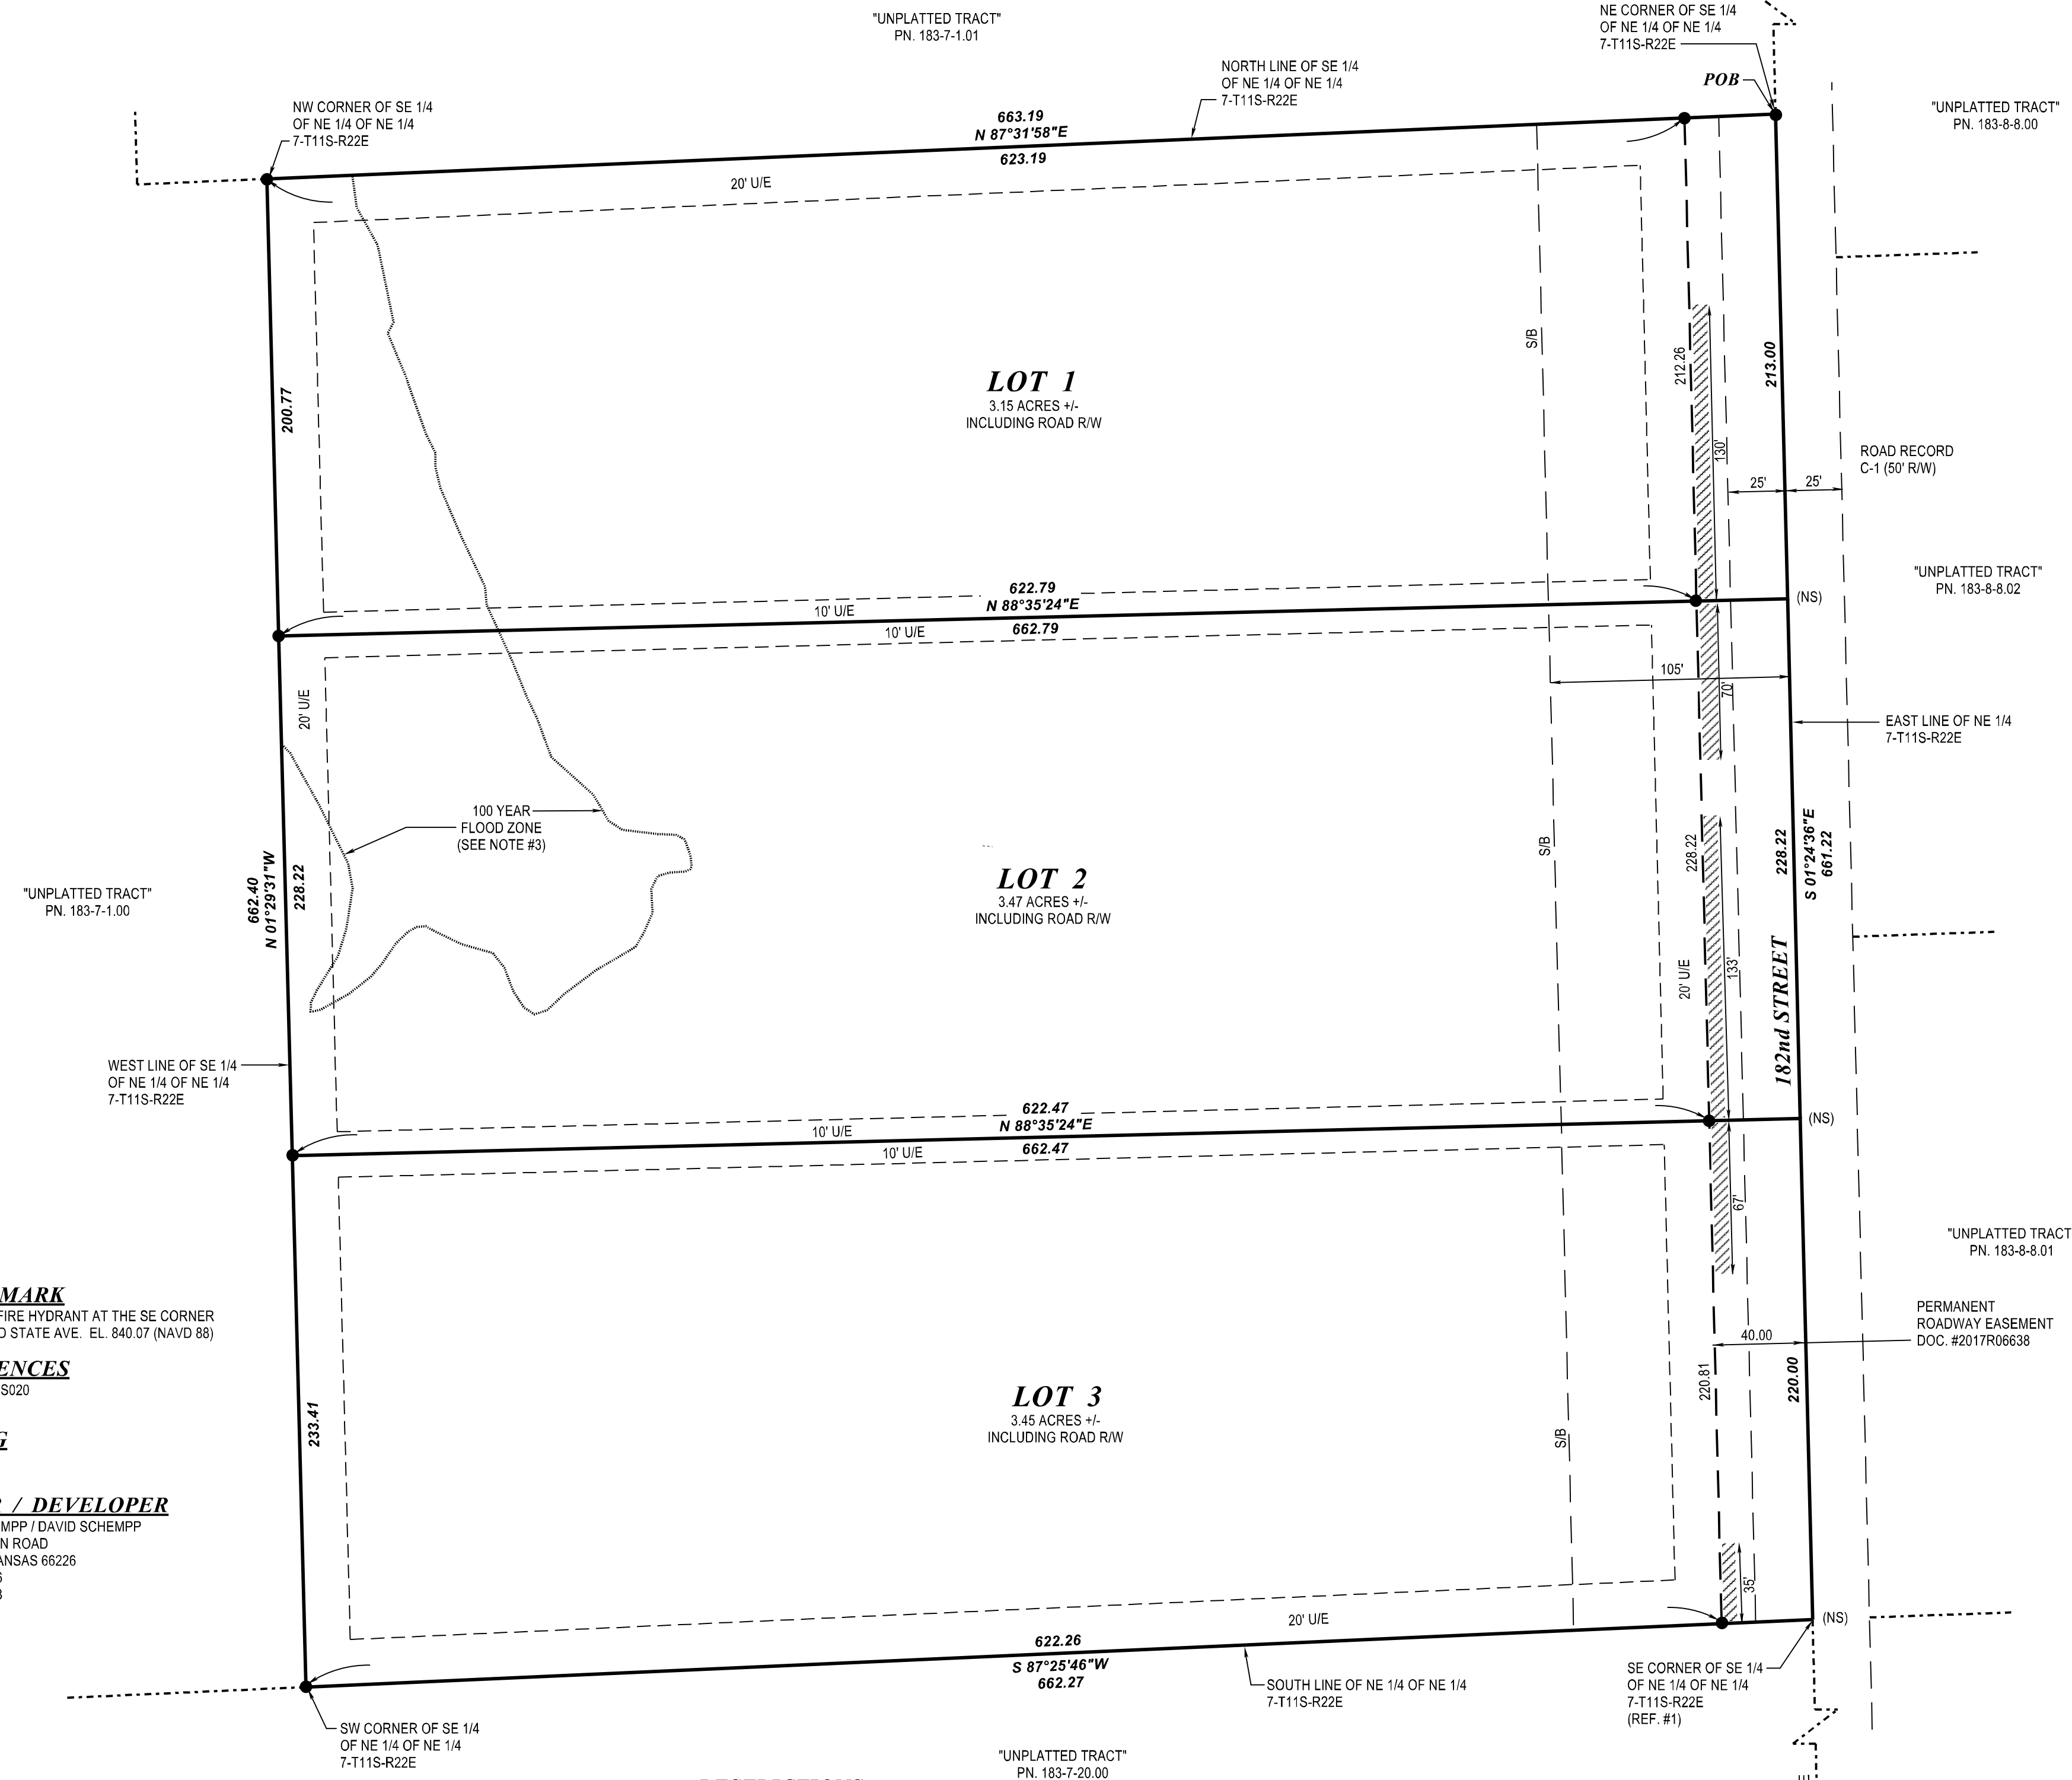 "UNPLATTED TRACT"
PN. 183-7-1.01
NE CORNER OF SE 1/4
OF NE 1/4 OF NE 1/4
7-T11S-R22E
POB
NORTH LINE OF SE 1/4
OF NE 1/4 OF NE 1/4
7-T11S-R22E
NW CORNER OF SE 1/4
OF NE 1/4 OF NE 1/4
7-T11S-R22E
663.19
N 87°31'58"E
623.19
20' U/E
"UNPLATTED TRACT"
PN. 183-8-8.00
S/B
212.26
213.00
200.77
LOT 1
3.15 ACRES +/-
INCLUDING ROAD R/W
130'
25'
25'
ROAD RECORD
C-1 (50' R/W)
622.79
N 88°35'24"E
662.79
10' U/E
10' U/E
(NS)
"UNPLATTED TRACT"
PN. 183-8-8.02
20' U/E
105'
70'
EAST LINE OF NE 1/4
7-T11S-R22E
100 YEAR
FLOOD ZONE
(SEE NOTE #3)
S/B
228.22
228.22
S 01°24'36"E
661.22
662.40
N 01°29'31"W
228.22
"UNPLATTED TRACT"
PN. 183-7-1.00
LOT 2
3.47 ACRES +/-
INCLUDING ROAD R/W
20' U/E
133'
182nd STREET
WEST LINE OF SE 1/4
OF NE 1/4 OF NE 1/4
7-T11S-R22E
622.47
N 88°35'24"E
662.47
10' U/E
10' U/E
(NS)
67'
"UNPLATTED TRACT
PN. 183-8-8.01
MARK
FIRE HYDRANT AT THE SE CORNER
STATE AVE. EL. 840.07 (NAVD 88)
ENCES
S020
G
/ DEVELOPER
MPP / DAVID SCHEMPP
N ROAD
ANSAS 66226
PERMANENT
ROADWAY EASEMENT
DOC. #2017R06638
40.00
220.81
220.00
233.41
LOT 3
3.45 ACRES +/-
INCLUDING ROAD R/W
S/B
35'
20' U/E
(NS)
622.26
S 87°25'46"W
662.27
SOUTH LINE OF NE 1/4 OF NE 1/4
7-T11S-R22E
SE CORNER OF SE 1/4
OF NE 1/4 OF NE 1/4
7-T11S-R22E
(REF. #1)
SW CORNER OF SE 1/4
OF NE 1/4 OF NE 1/4
7-T11S-R22E
"UNPLATTED TRACT"
PN. 183-7-20.00